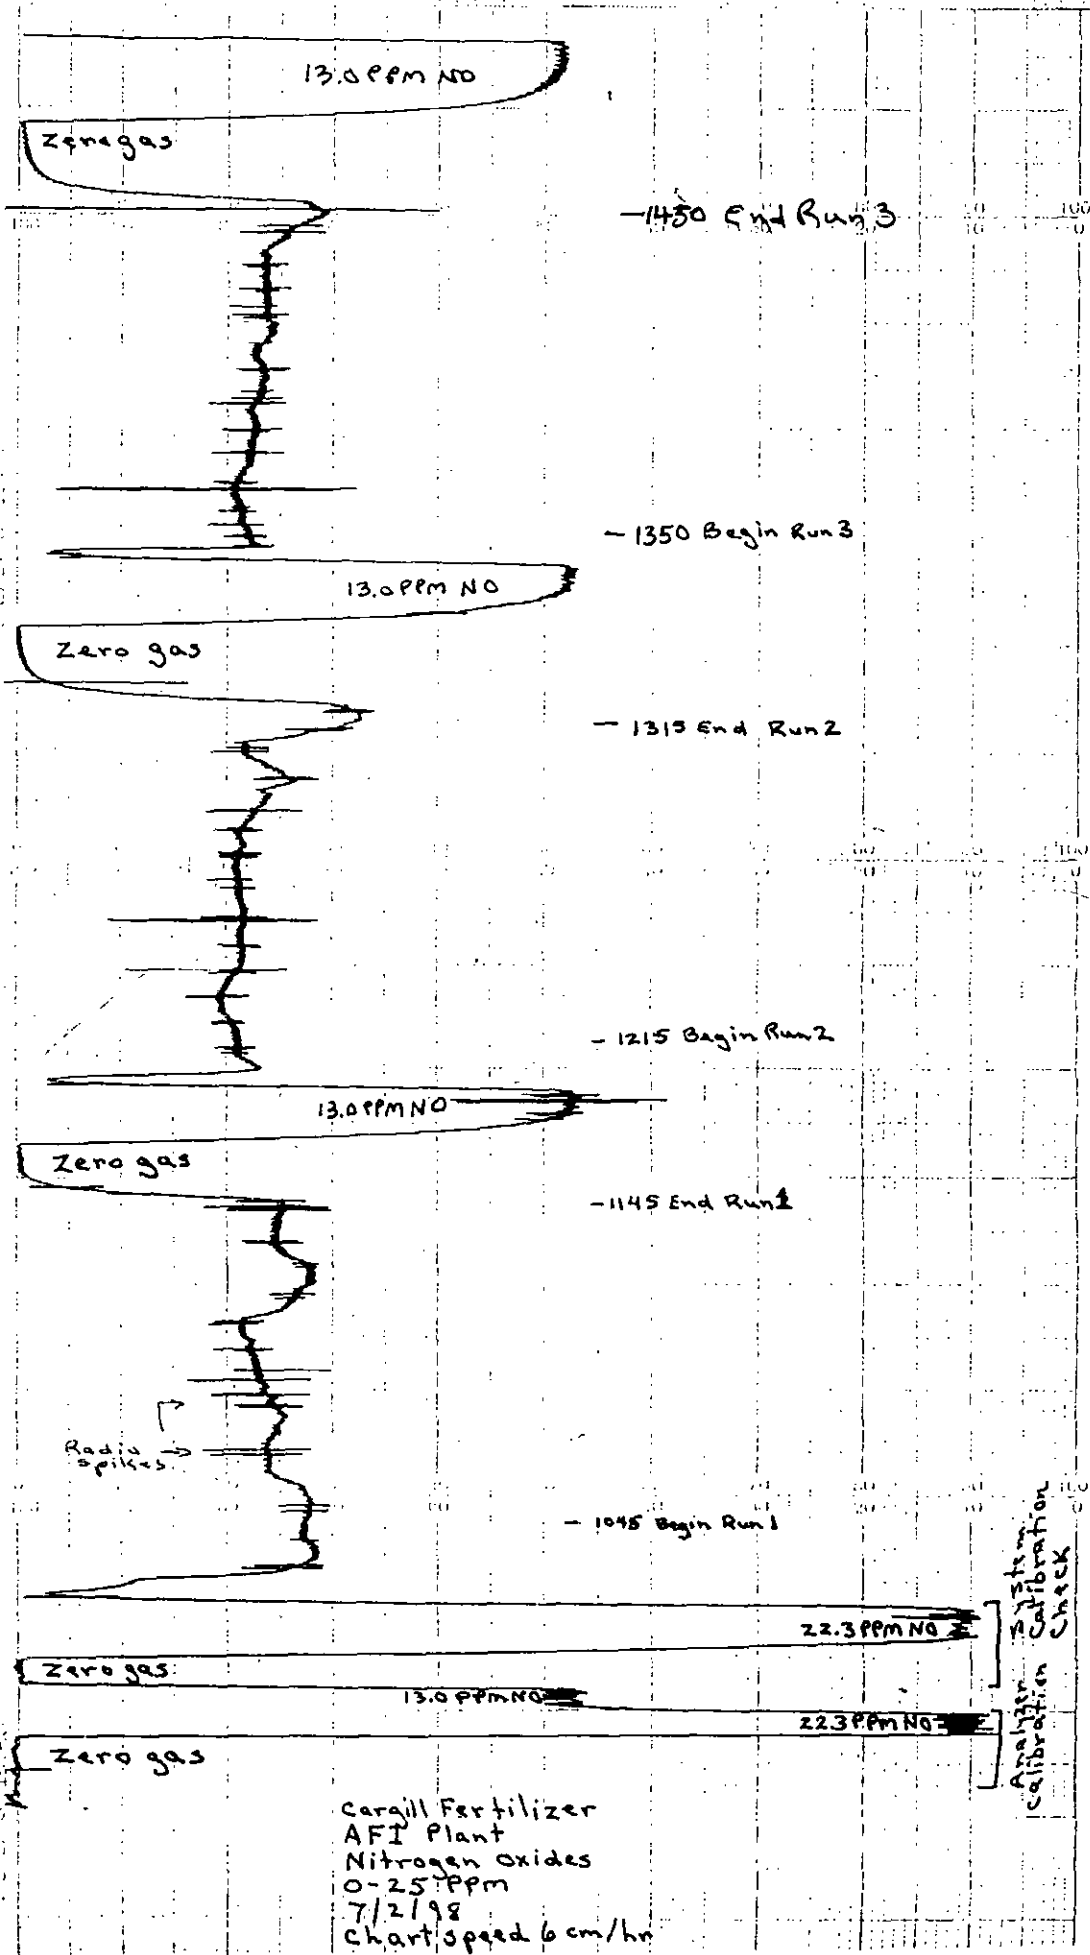 13.0 PPM NO
Zero gas
-1450 End Run 3
100
- 1350 Begin Run 3
13.0 PPM NO
Zero gas
- 1315 End Run 2
100
- 1215 Begin Run 2
13.0 PPM NO
Zero gas
-1145 End Run 1
Radio
spikes
- 1045 Begin Run 1
System
Calibration
Check
22.3 PPM NO
Zero gas
13.0 PPM NO
22.3 PPM NO
Analyzer
Calibration
Zero gas
Cargill Fertilizer
AFI Plant
Nitrogen Oxides
0-25 PPM
7/2/98
Chart speed 6 cm/hr